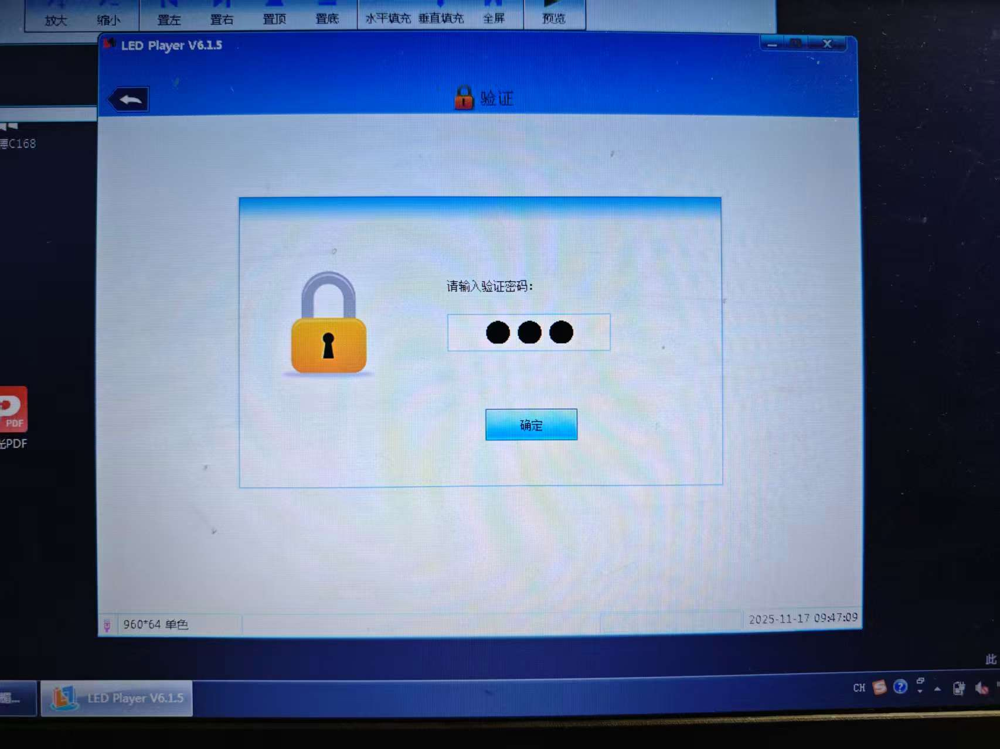 放大 缩小 置左 置右 置顶 置底 水平填充 垂直填充 全屏 预览
LED Player V6.1.5
验证
C168
请输入验证密码：
确定
PDF
PDF
960*64 单色
2025-11-17 09:47:09
此
LED Player V6.1.5
CH